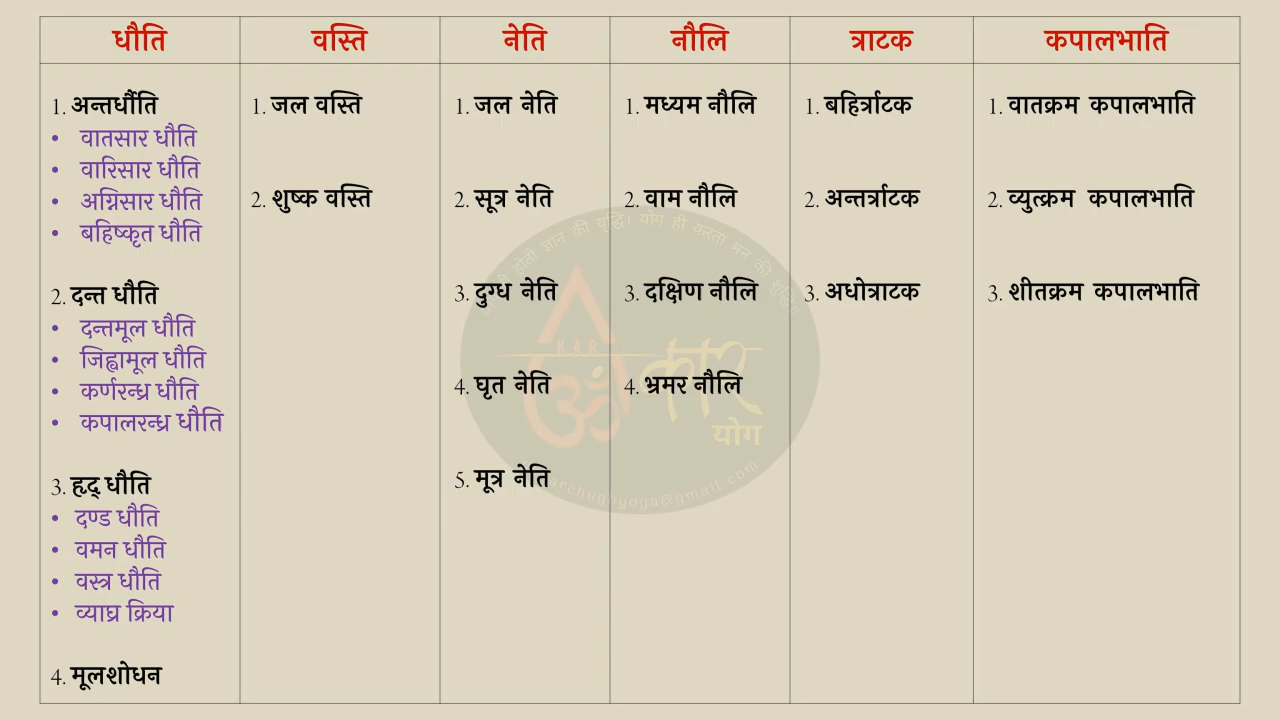 धौति
वस्ति
नेति
नौलि
त्राटक
कपालभाति
1. अन्तर्धौति
• वातसार धौति
• वारिसार धौति
• अग्निसार धौति
• बहिष्कृत धौति
2. दन्त धौति
• दन्तमूल धौति
• जिह्वामूल धौति
• कर्णरन्ध्र धौति
• कपालरन्ध्र धौति
3. हृद् धौति
• दण्ड धौति
• वमन धौति
• वस्त्र धौति
• व्याघ्र क्रिया
4. मूलशोधन
1. जल वस्ति
2. शुष्क वस्ति
1. जल नेति
2. सूत्र नेति
3. दुग्ध नेति
4. घृत नेति
5. मूत्र नेति
1. मध्यम नौलि
2. वाम नौलि
3. दक्षिण नौलि
4. भ्रमर नौलि
1. बहिर्त्राटक
2. अन्तर्त्राटक
3. अधोत्राटक
1. वातक्रम कपालभाति
2. व्युत्क्रम कपालभाति
3. शीतक्रम कपालभाति
होती ज्ञान की वृद्धि। योग ही करता मन की शुद्धि॥
KAR
ॐ कार
योग